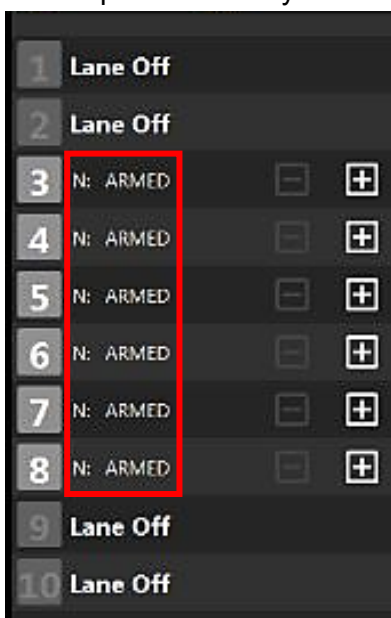 1 Lane Off
2 Lane Off
3 N: ARMED
4 N: ARMED
5 N: ARMED
6 N: ARMED
7 N: ARMED
8 N: ARMED
9 Lane Off
10 Lane Off